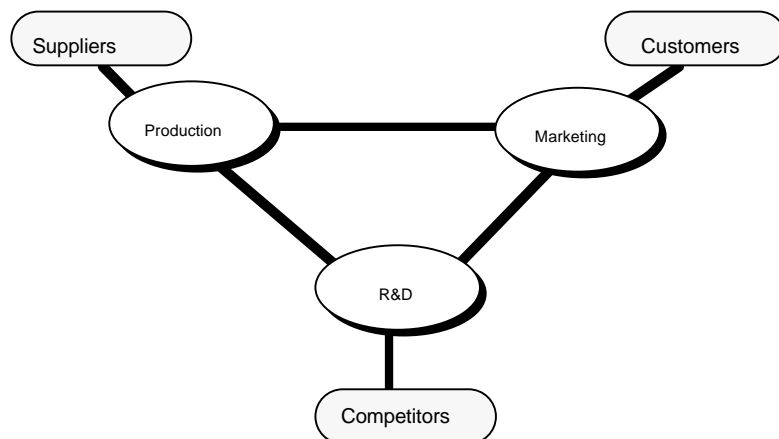 Suppliers
Customers
Production
Marketing
R&D
Competitors